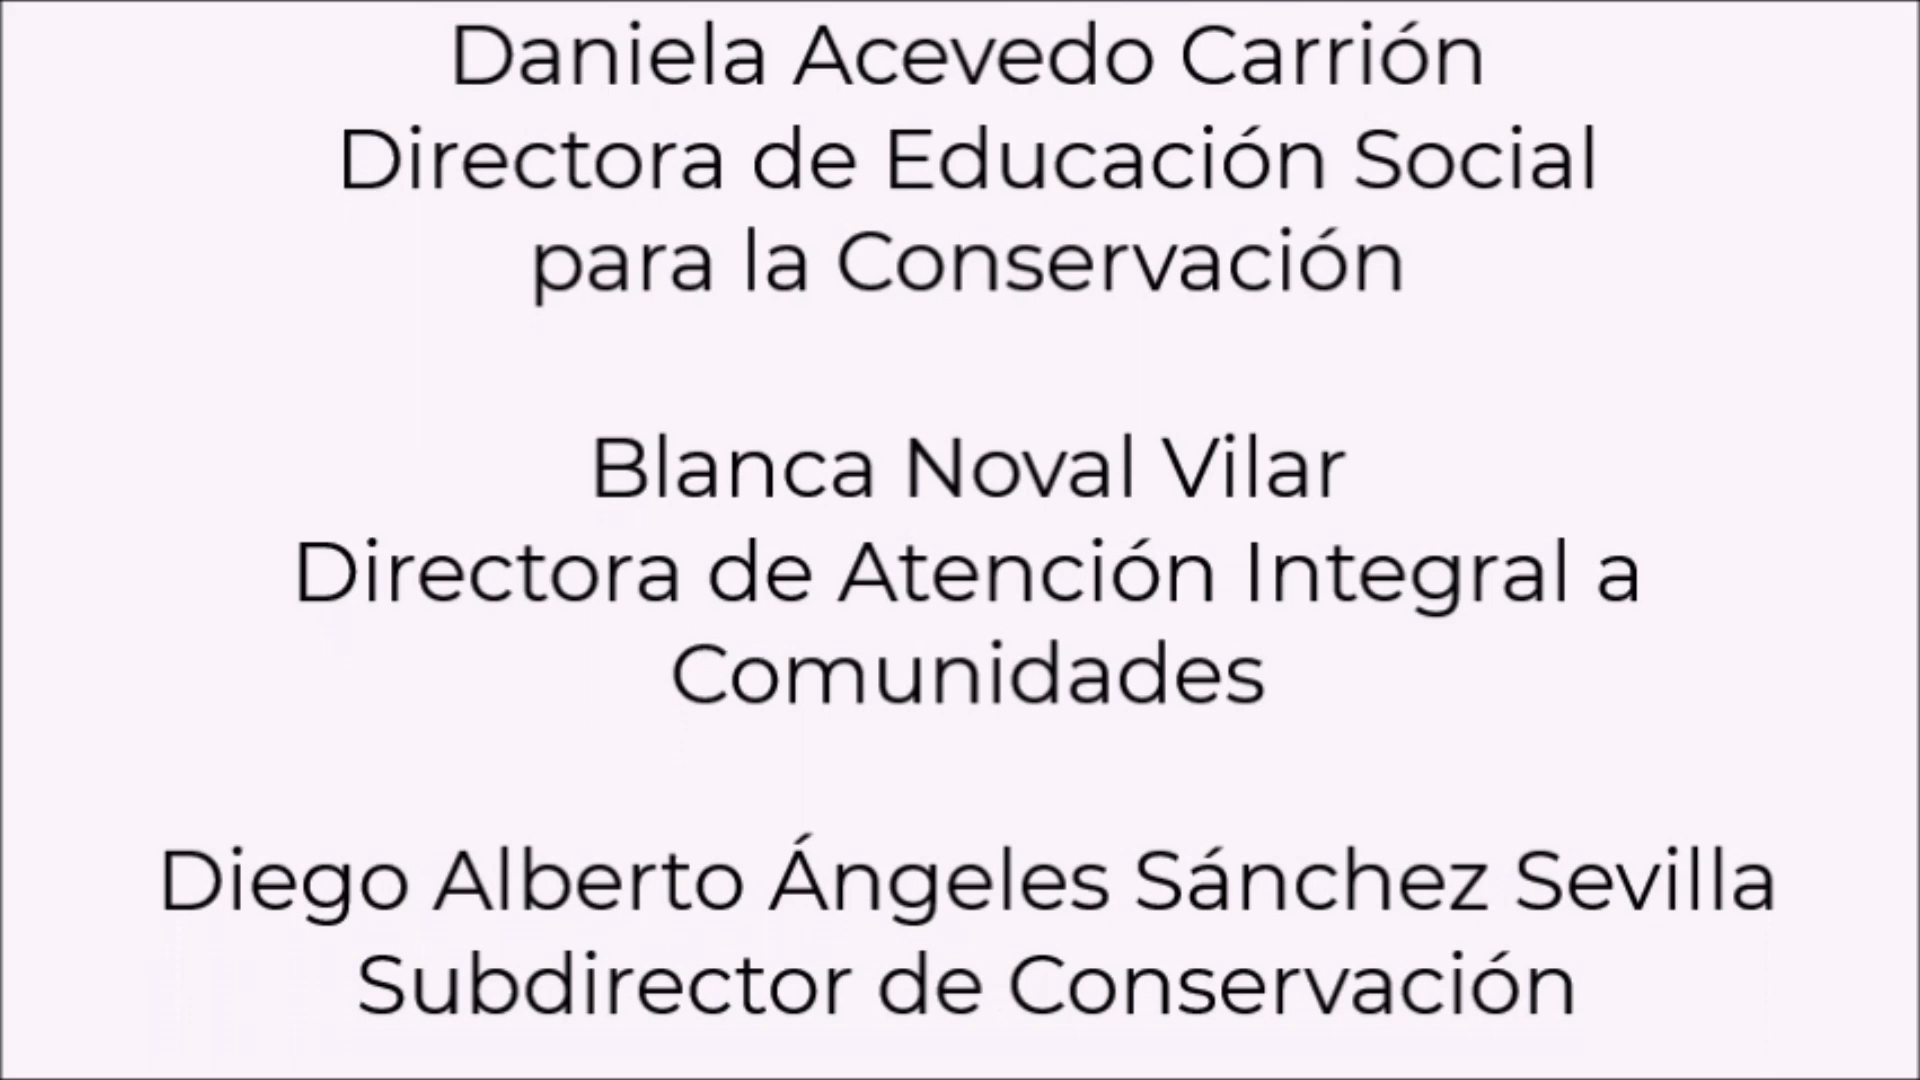 Daniela Acevedo Carrión
Directora de Educación Social
para la Conservación
Blanca Noval Vilar
Directora de Atención Integral a
Comunidades
Diego Alberto Ángeles Sánchez Sevilla
Subdirector de Conservación